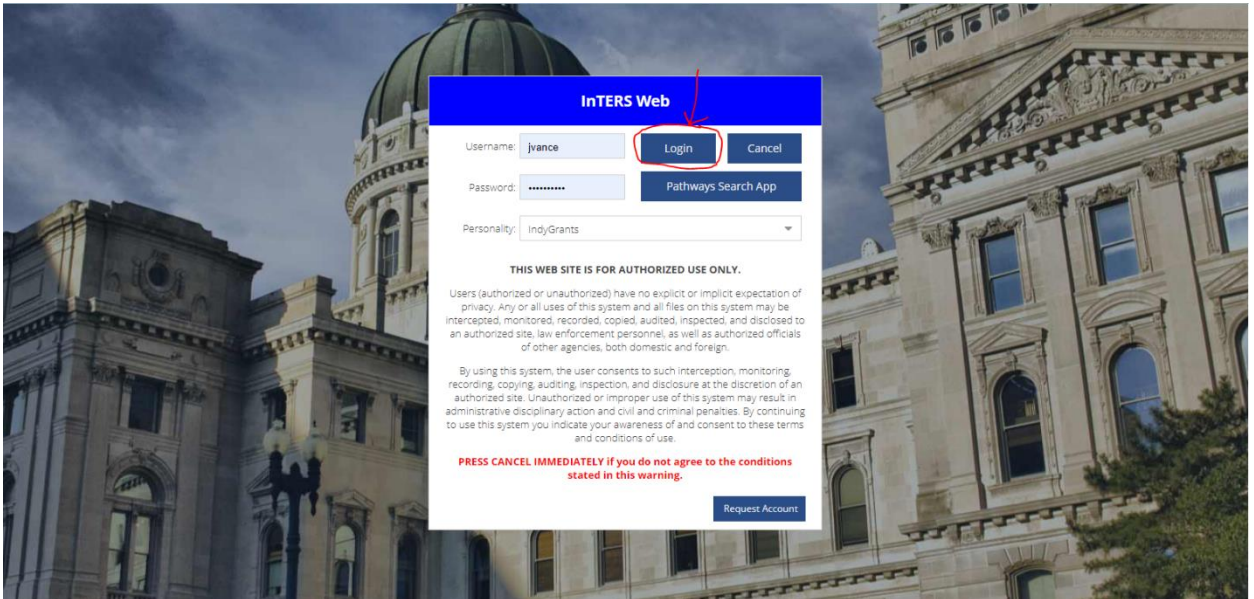 InTERS Web
Username: jvance Login Cancel
Password: •••••••••• Pathways Search App
Personality: IndyGrants
THIS WEB SITE IS FOR AUTHORIZED USE ONLY.
Users (authorized or unauthorized) have no explicit or implicit expectation of
privacy. Any or all uses of this system and all files on this system may be
intercepted, monitored, recorded, copied, audited, inspected, and disclosed to
an authorized site, law enforcement personnel, as well as authorized officials
of other agencies, both domestic and foreign.
By using this system, the user consents to such interception, monitoring,
recording, copying, auditing, inspection, and disclosure at the discretion of an
authorized site. Unauthorized or improper use of this system may result in
administrative disciplinary action and civil and criminal penalties. By continuing
to use this system you indicate your awareness of and consent to these terms
and conditions of use.
PRESS CANCEL IMMEDIATELY if you do not agree to the conditions
stated in this warning.
Request Account